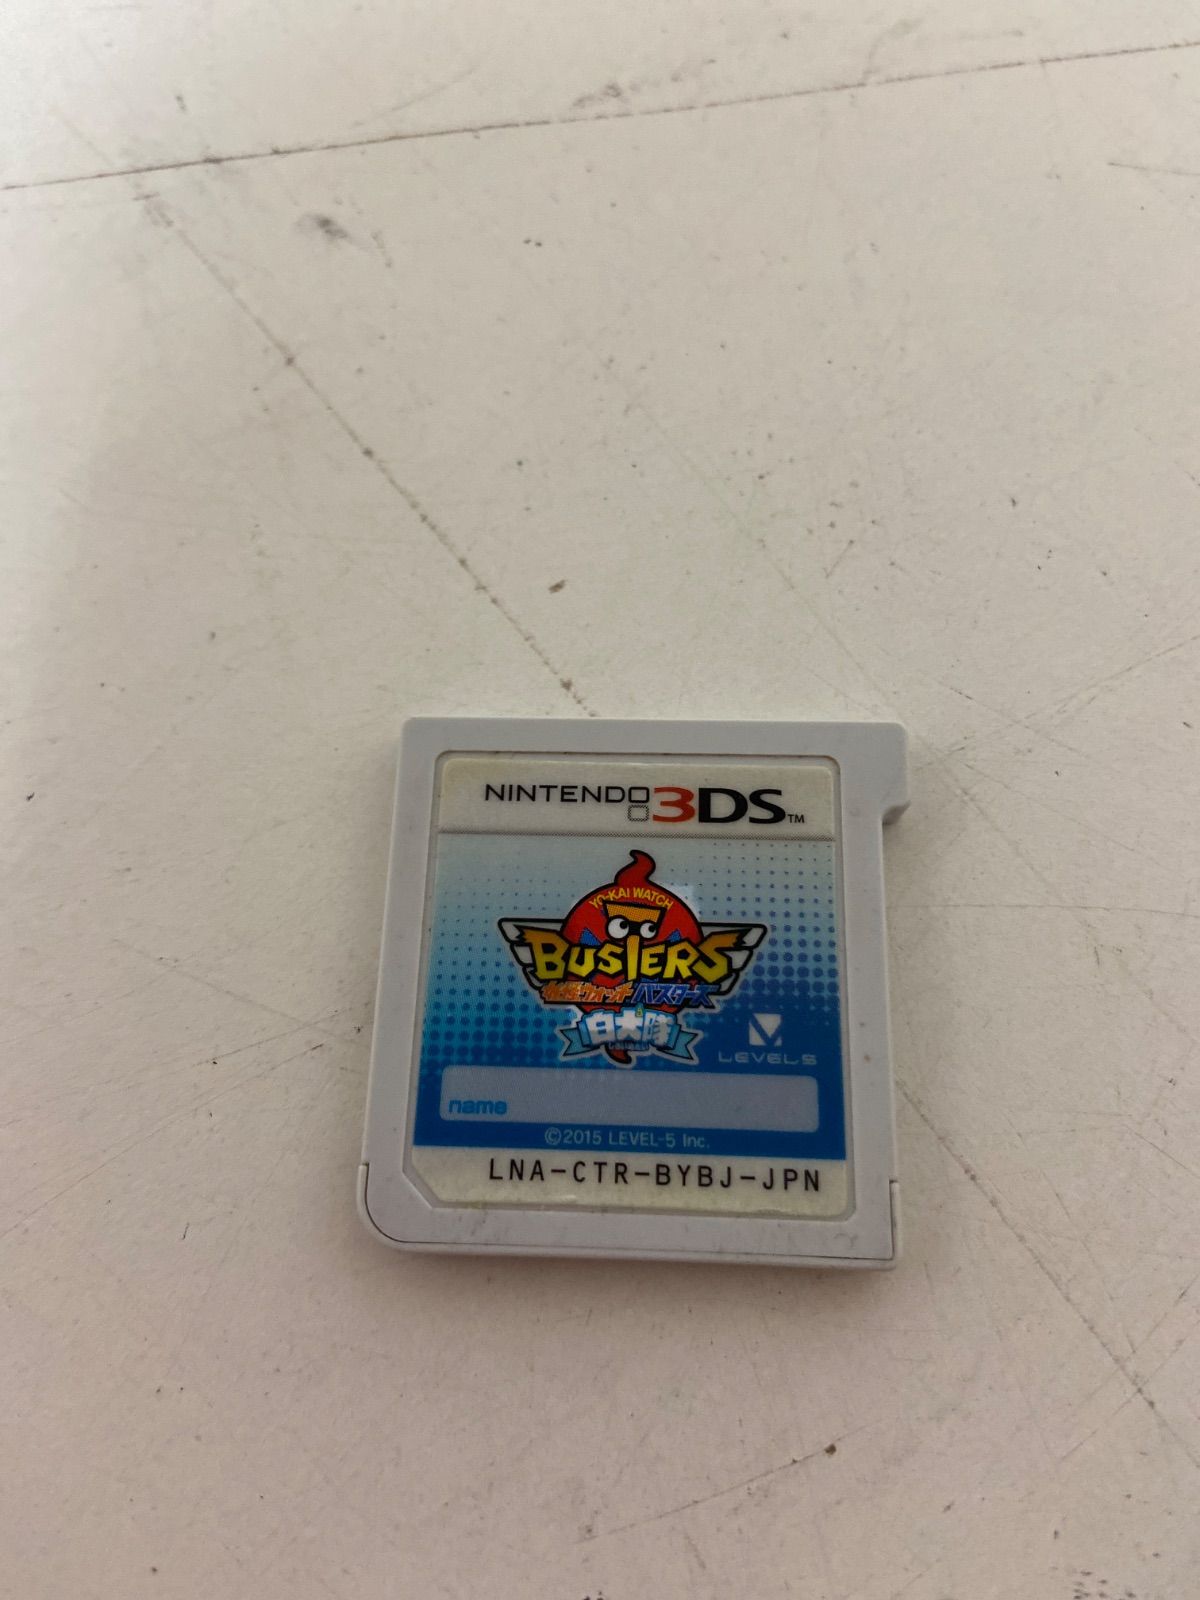 NINTENDO 3DS™
YO-KAI WATCH
BUSTERS
妖怪ウォッチバスターズ
白犬隊
LEVEL5
name
©2015 LEVEL-5 Inc.
LNA-CTR-BYBJ-JPN